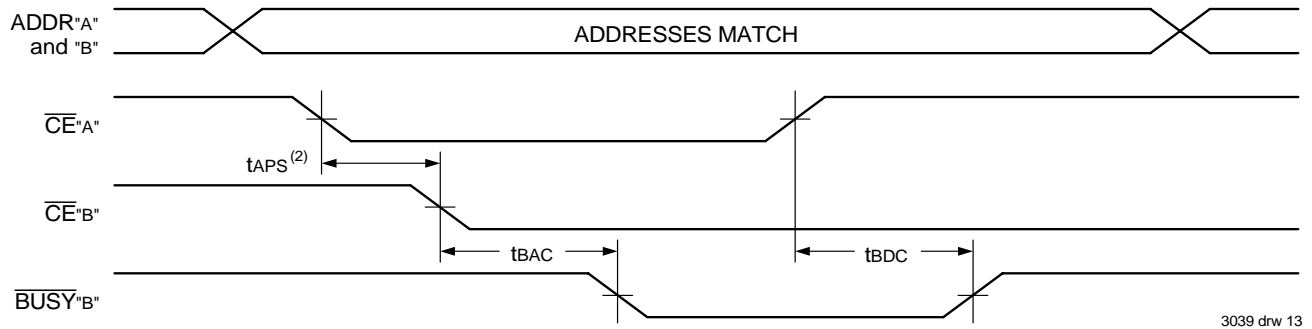 ADDR"A"
and "B"
ADDRESSES MATCH
CE"A"
tAPS(2)
CE"B"
tBAC
tBDC
BUSY"B"
3039 drw 13